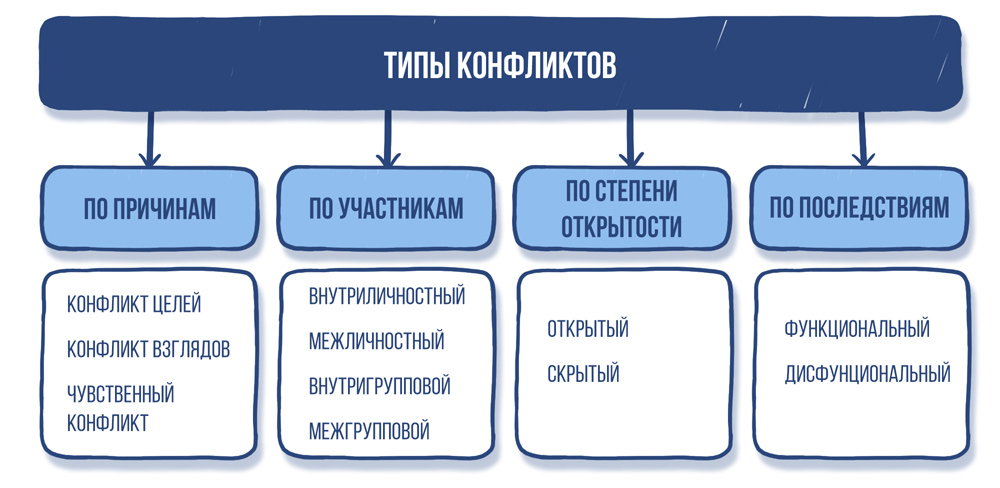 ТИПЫ КОНФЛИКТОВ
ПО ПРИЧИНАМ
КОНФЛИКТ ЦЕЛЕЙ
КОНФЛИКТ ВЗГЛЯДОВ
ЧУВСТВЕННЫЙ
КОНФЛИКТ
ПО УЧАСТНИКАМ
ВНУТРИЛИЧНОСТНЫЙ
МЕЖЛИЧНОСТНЫЙ
ВНУТРИГРУППОВОЙ
МЕЖГРУППОВОЙ
ПО СТЕПЕНИ
ОТКРЫТОСТИ
ОТКРЫТЫЙ
СКРЫТЫЙ
ПО ПОСЛЕДСТВИЯМ
ФУНКЦИОНАЛЬНЫЙ
ДИСФУНЦИОНАЛЬНЫЙ